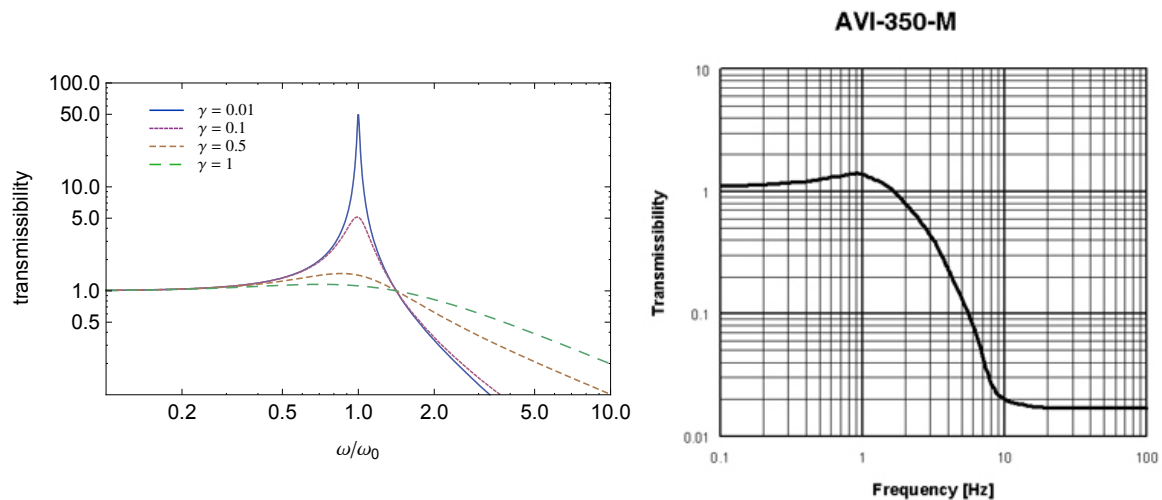 100.0
50.0
10.0
5.0
1.0
0.5
transmissibility
γ = 0.01
γ = 0.1
γ = 0.5
γ = 1
0.2 0.5 1.0 2.0 5.0 10.0
ω/ω₀
AVI-350-M
10
1
0.1
0.01
Transmissibility
0.1 1 10 100
Frequency [Hz]